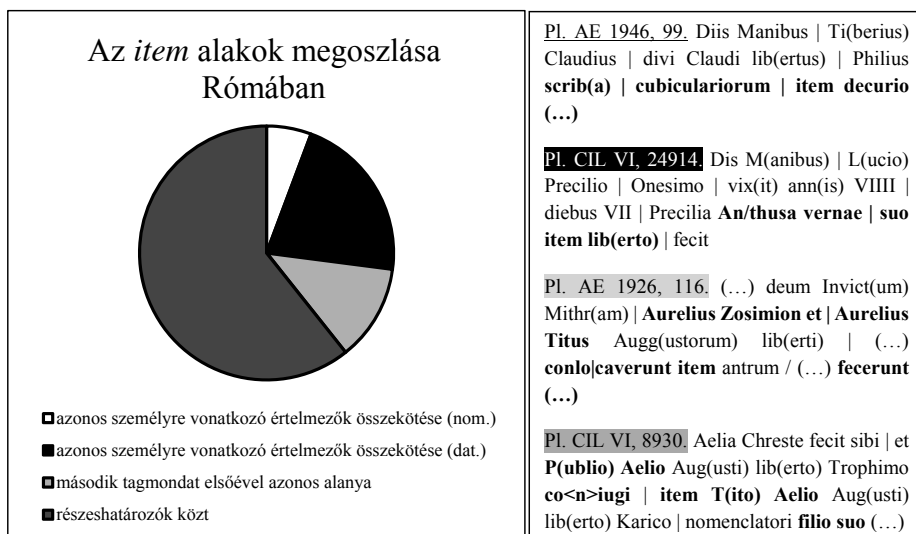 Az item alakok megoszlása
Rómában
azonos személyre vonatkozó értelmezők összekötése (nom.)
azonos személyre vonatkozó értelmezők összekötése (dat.)
második tagmondat elsőével azonos alanya
részeshatározók közt
Pl. AE 1946, 99. Diis Manibus | Ti(berius)
Claudius | divi Claudi lib(ertus) | Philius
scrib(a) | cubiculariorum | item decurio
(…)
Pl. CIL VI, 24914. Dis M(anibus) | L(ucio)
Precilio | Onesimo | vix(it) ann(is) VIIII |
diebus VII | Precilia An/thusa vernae | suo
item lib(erto) | fecit
Pl. AE 1926, 116. (…) deum Invict(um)
Mithr(am) | Aurelius Zosimion et | Aurelius
Titus Augg(ustorum) lib(erti) | (…)
conlo|caverunt item antrum / (…) fecerunt
(…)
Pl. CIL VI, 8930. Aelia Chreste fecit sibi | et
P(ublio) Aelio Aug(usti) lib(erto) Trophimo
co<n>iugi | item T(ito) Aelio Aug(usti)
lib(erto) Karico | nomenclatori filio suo (…)